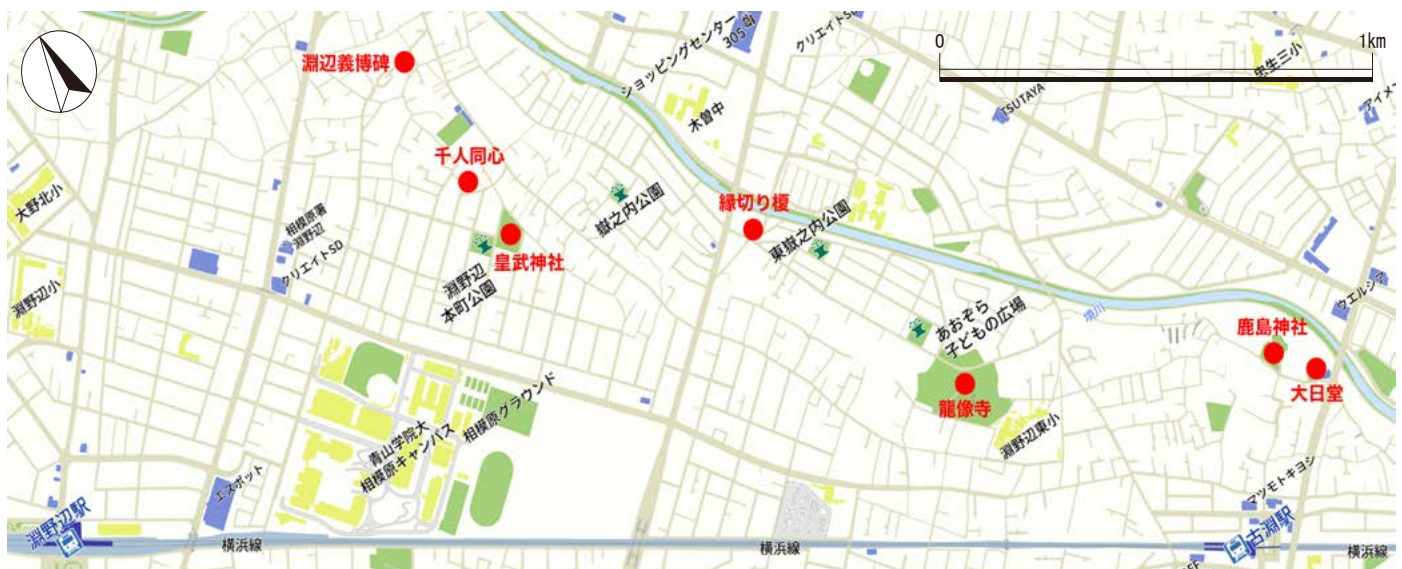 淵辺義博碑
ショッピングセンター
305
クリエイトSD
0
1km
忠生三小
TSUTAYA
木曽中
千人同心
大野北小
相模原署
淵野辺
クリエイトSD
嶽之内公園
縁切り榎
東嶽之内公園
皇武神社
淵野辺
本町公園
淵野辺小
境川
ウエルシア
あおぞら
子どもの広場
鹿島神社
大日堂
龍像寺
淵野辺東小
青山学院大
相模原キャンパス
相模原グラウンド
エスポット
マツモトキヨシ
淵野辺駅
横浜線
横浜線
古淵駅
横浜線